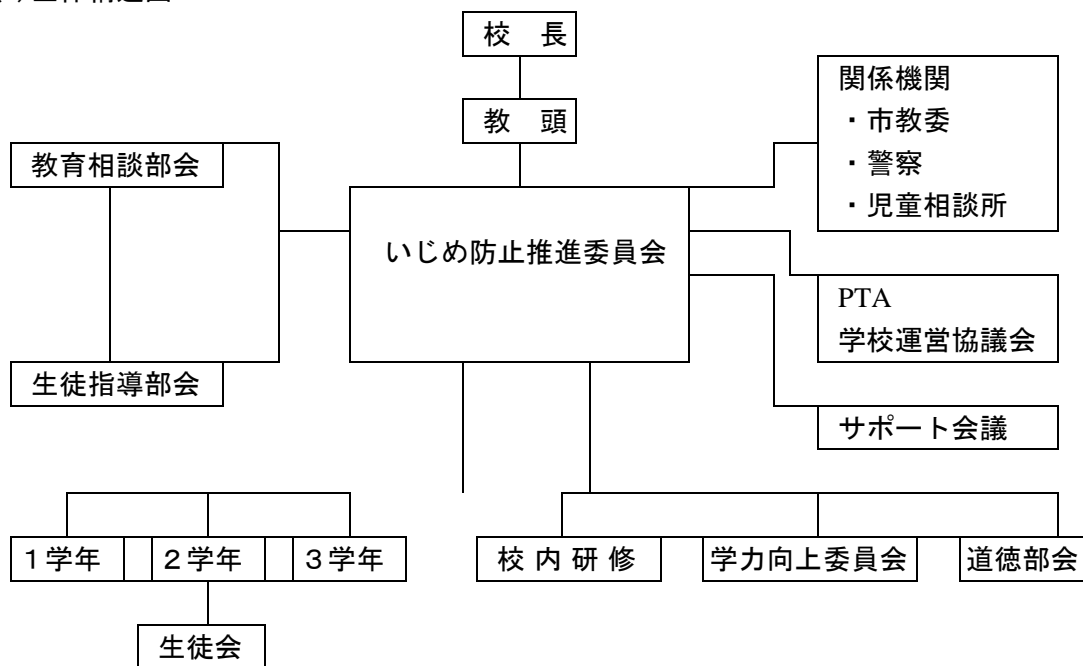 校　長
教　頭
関係機関
・市教委
・警察
・児童相談所
教育相談部会
いじめ防止推進委員会
PTA
学校運営協議会
生徒指導部会
サポート会議
１学年
２学年
３学年
校 内 研 修
学力向上委員会
道徳部会
生徒会